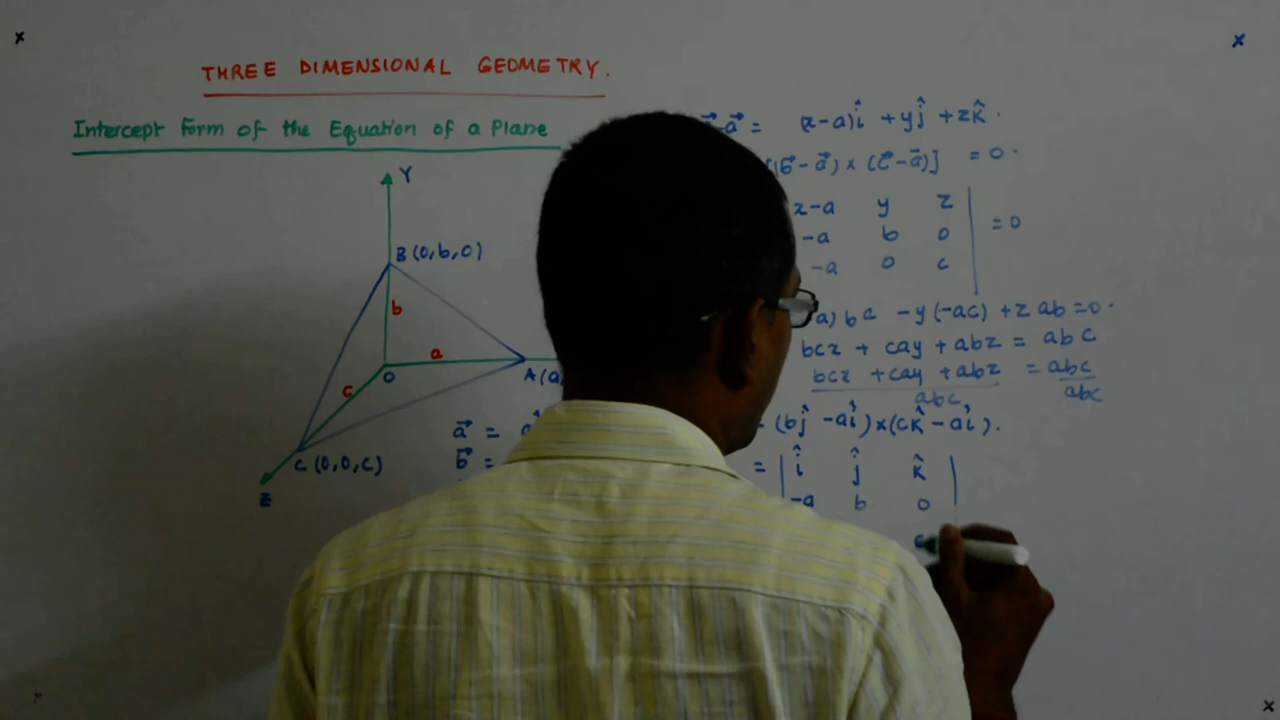 THREE DIMENSIONAL GEOMETRY.
Intercept form of the Equation of a Plane
Y
B (0,b,0)
b
a
O
A (a
c
C (0,0,c)
Z
a⃗ =
b⃗ =
a⃗ = (x-a)î + yĵ + zk̂.
(b⃗ - a⃗) × (c⃗ - a⃗)] = 0.
x-a y z
-a b 0 = 0
-a 0 c
a) bc - y(-ac) + z ab = 0.
bcx + cay + abz = abc
bcx + cay + abz = abc
abc abc
= (bĵ - aî) × (ck̂ - aî).
= | î ĵ k̂ |
-a b 0
c